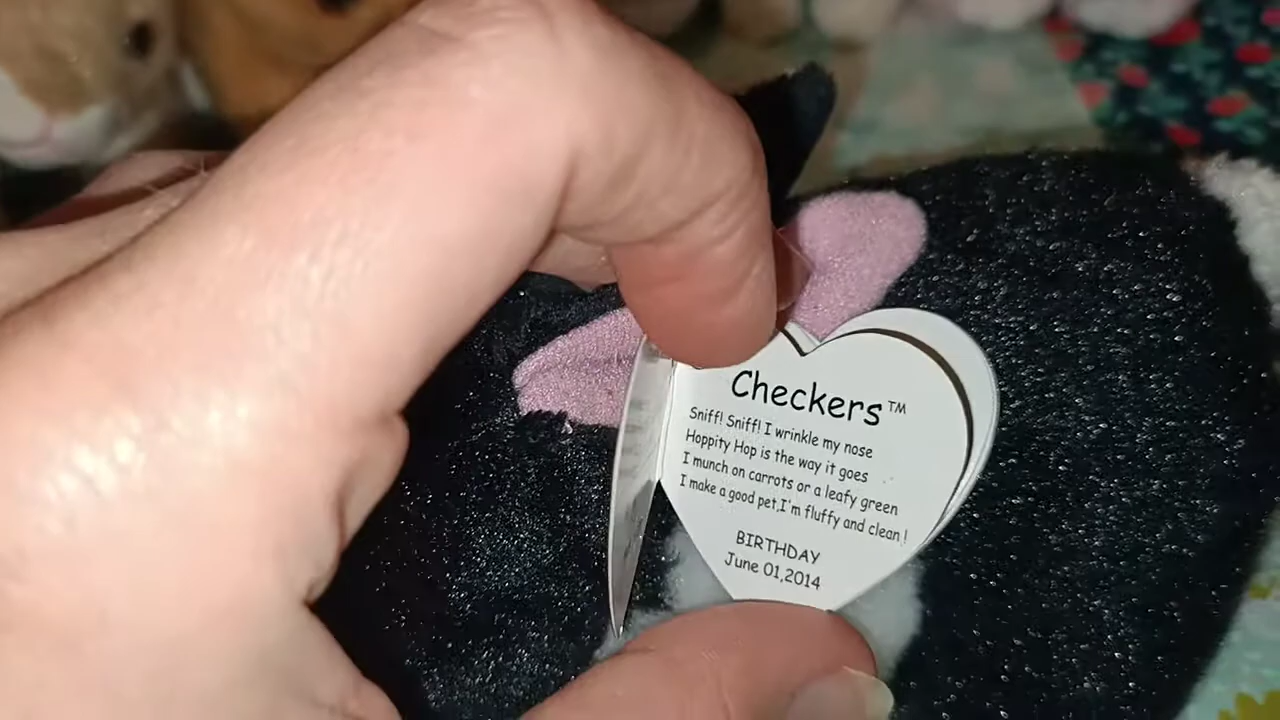 Checkers™
Sniff! Sniff! I wrinkle my nose
Hoppity Hop is the way it goes
I munch on carrots or a leafy green
I make a good pet,I'm fluffy and clean!
BIRTHDAY
June 01,2014